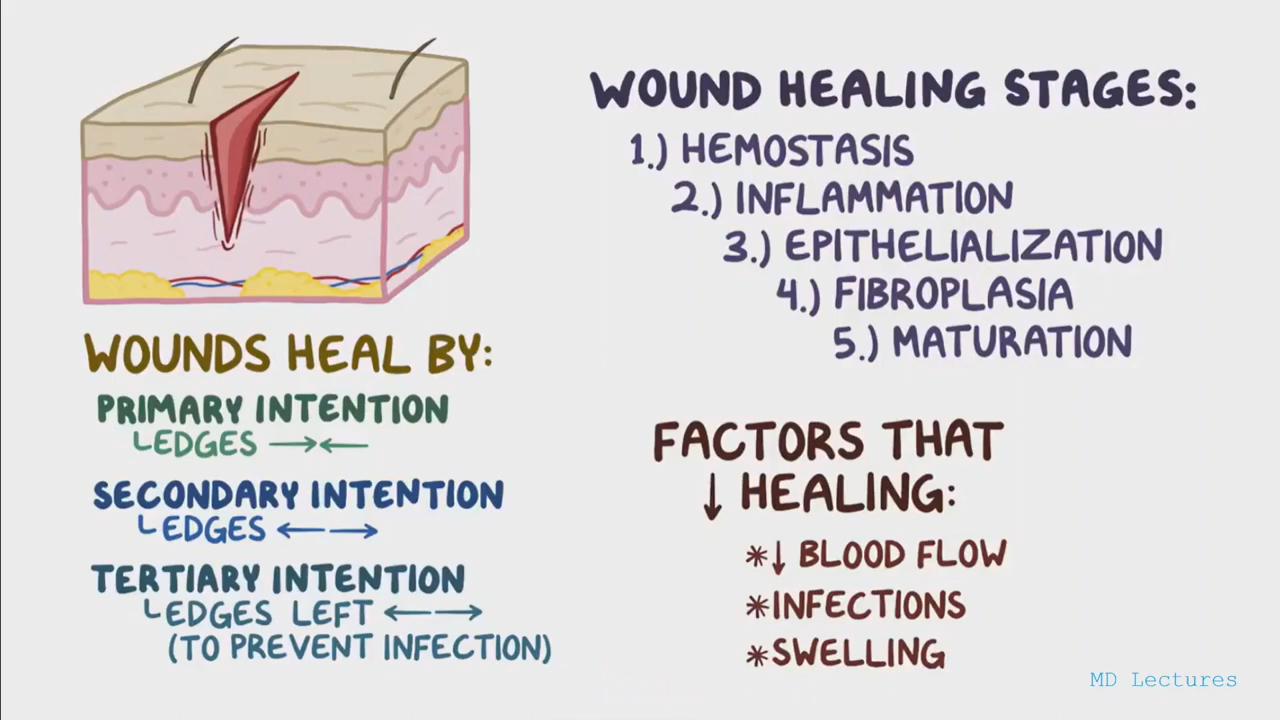 WOUND HEALING STAGES:
1.) HEMOSTASIS
2.) INFLAMMATION
3.) EPITHELIALIZATION
4.) FIBROPLASIA
5.) MATURATION
WOUNDS HEAL BY:
PRIMARY INTENTION
└EDGES →←
SECONDARY INTENTION
└EDGES ←→
TERTIARY INTENTION
└EDGES LEFT ←→
(TO PREVENT INFECTION)
FACTORS THAT
↓ HEALING:
*↓ BLOOD FLOW
*INFECTIONS
*SWELLING
MD Lectures